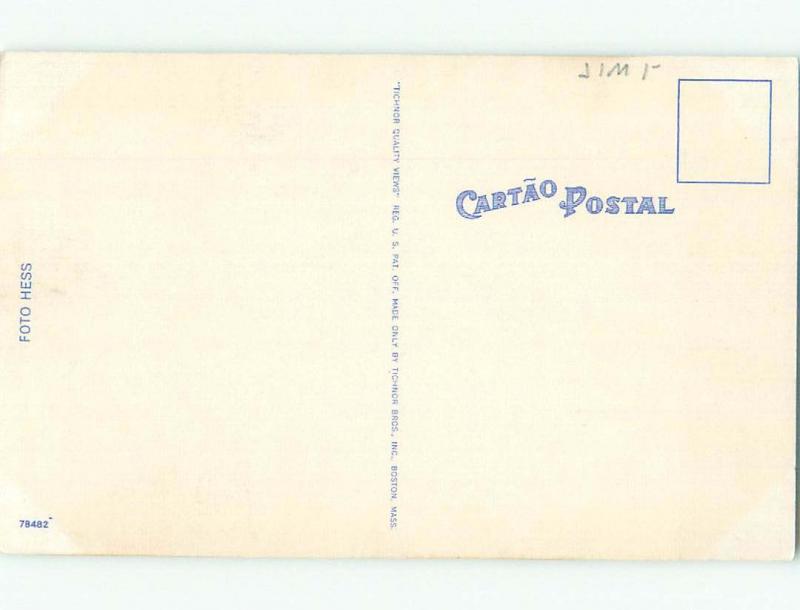 CARTÃO POSTAL
"TICHNOR QUALITY VIEWS" REG. U. S. PAT. OFF. MADE ONLY BY TICHNOR BROS., INC., BOSTON, MASS.
FOTO HESS
78482